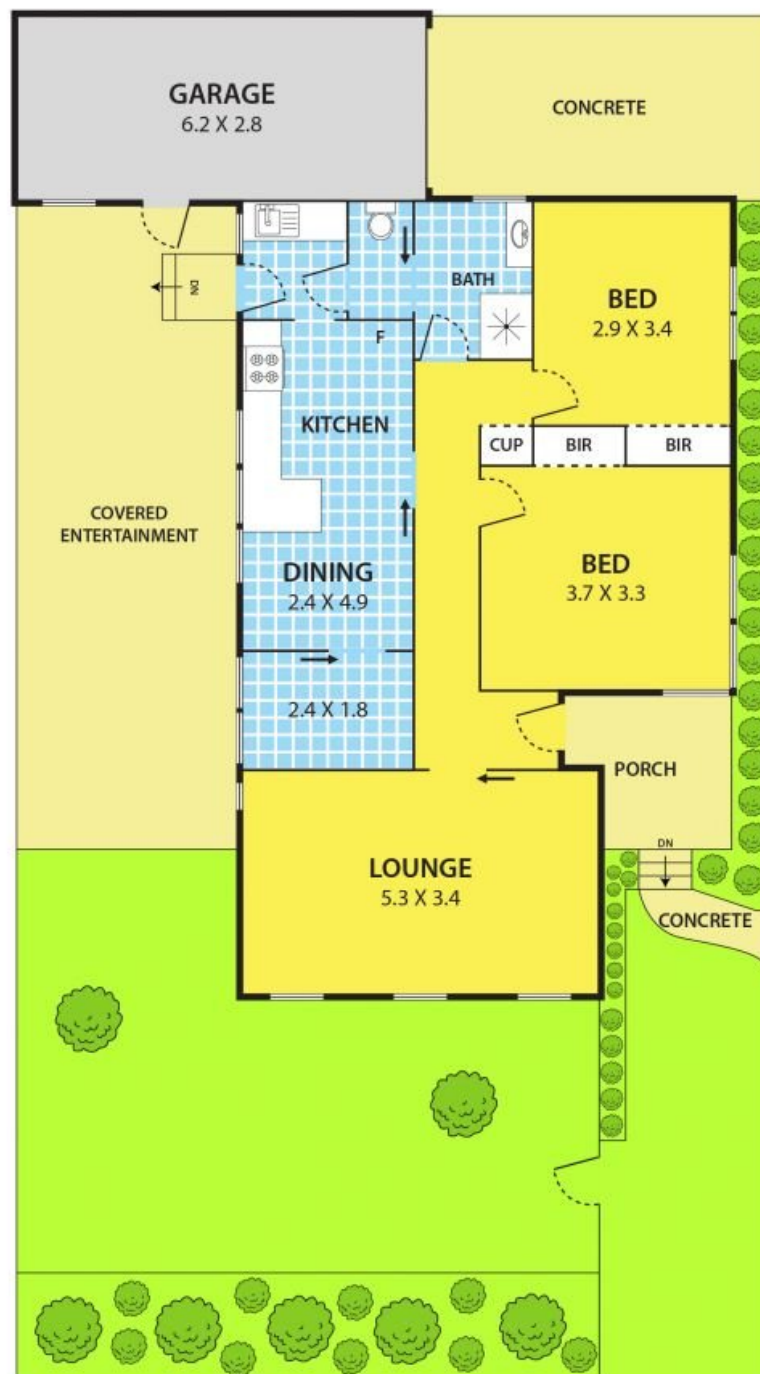 GARAGE
6.2 X 2.8
CONCRETE
DN
BATH
BED
2.9 X 3.4
F
KITCHEN
CUP
BIR
BIR
COVERED
ENTERTAINMENT
DINING
2.4 X 4.9
BED
3.7 X 3.3
2.4 X 1.8
PORCH
DN
LOUNGE
5.3 X 3.4
CONCRETE